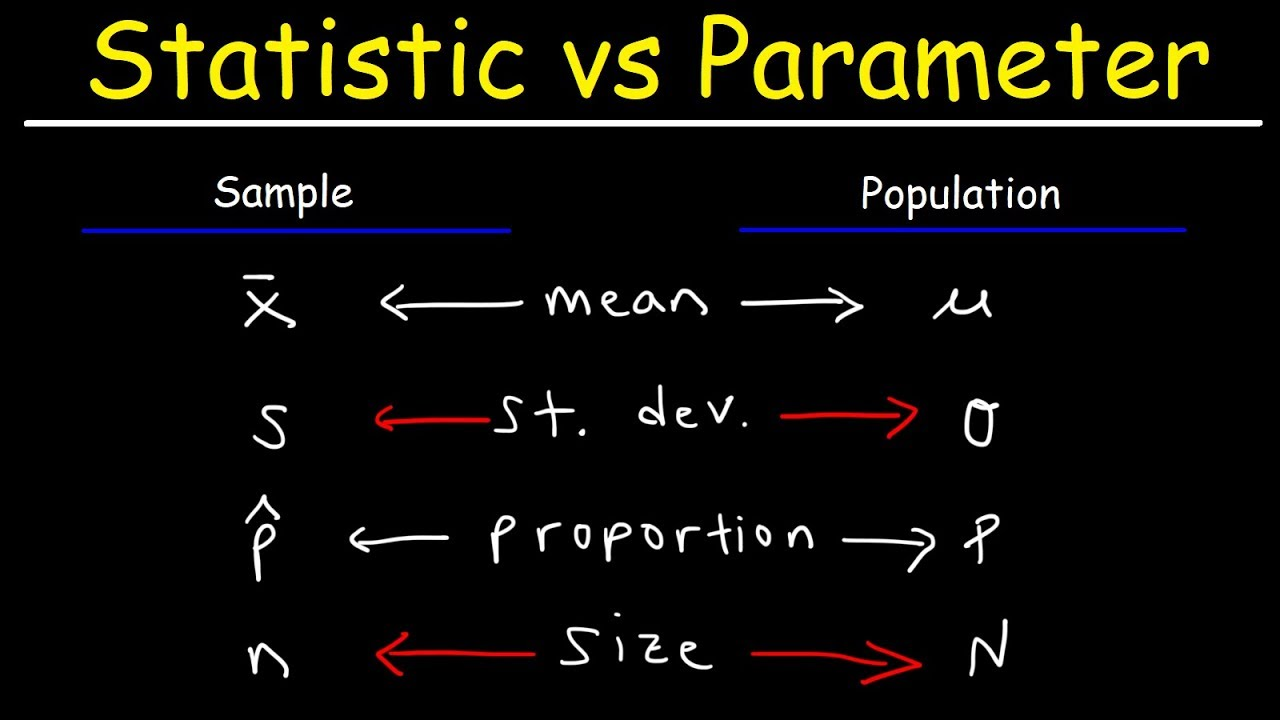 Statistic vs Parameter
Sample Population
x̄ ← mean → μ
s ← st. dev. → σ
p̂ ← proportion → P
n ← size → N